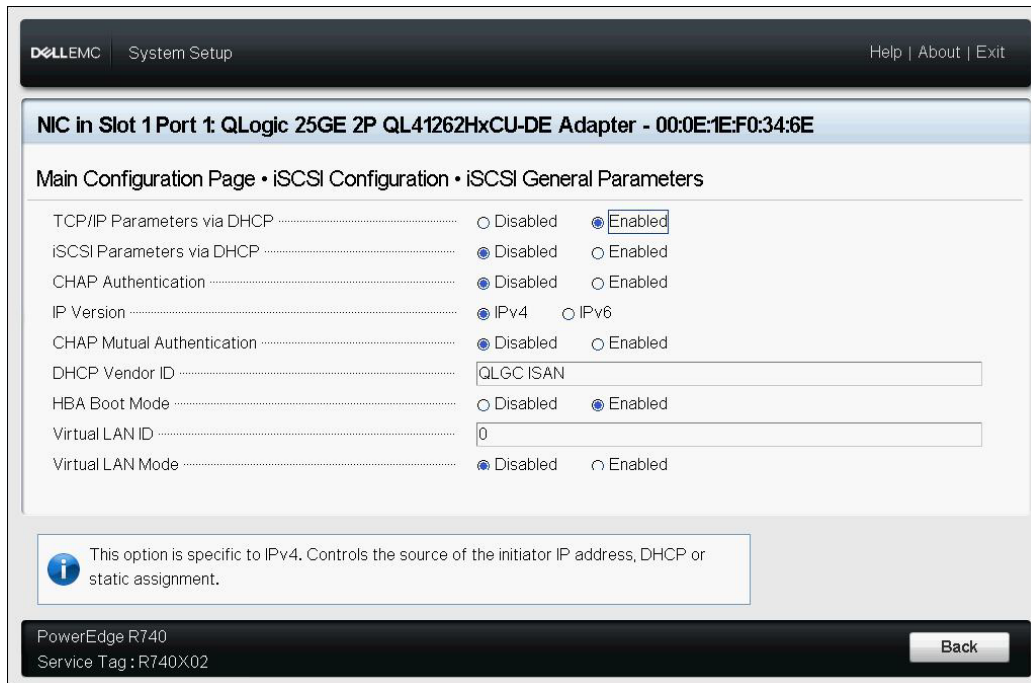 DELLEMC System Setup Help | About | Exit
NIC in Slot 1 Port 1: QLogic 25GE 2P QL41262HxCU-DE Adapter - 00:0E:1E:F0:34:6E
Main Configuration Page • iSCSI Configuration • iSCSI General Parameters
TCP/IP Parameters via DHCP Disabled Enabled
iSCSI Parameters via DHCP Disabled Enabled
CHAP Authentication Disabled Enabled
IP Version IPv4 IPv6
CHAP Mutual Authentication Disabled Enabled
DHCP Vendor ID QLGC ISAN
HBA Boot Mode Disabled Enabled
Virtual LAN ID 0
Virtual LAN Mode Disabled Enabled
This option is specific to IPv4. Controls the source of the initiator IP address, DHCP or
static assignment.
PowerEdge R740
Service Tag : R740X02
Back